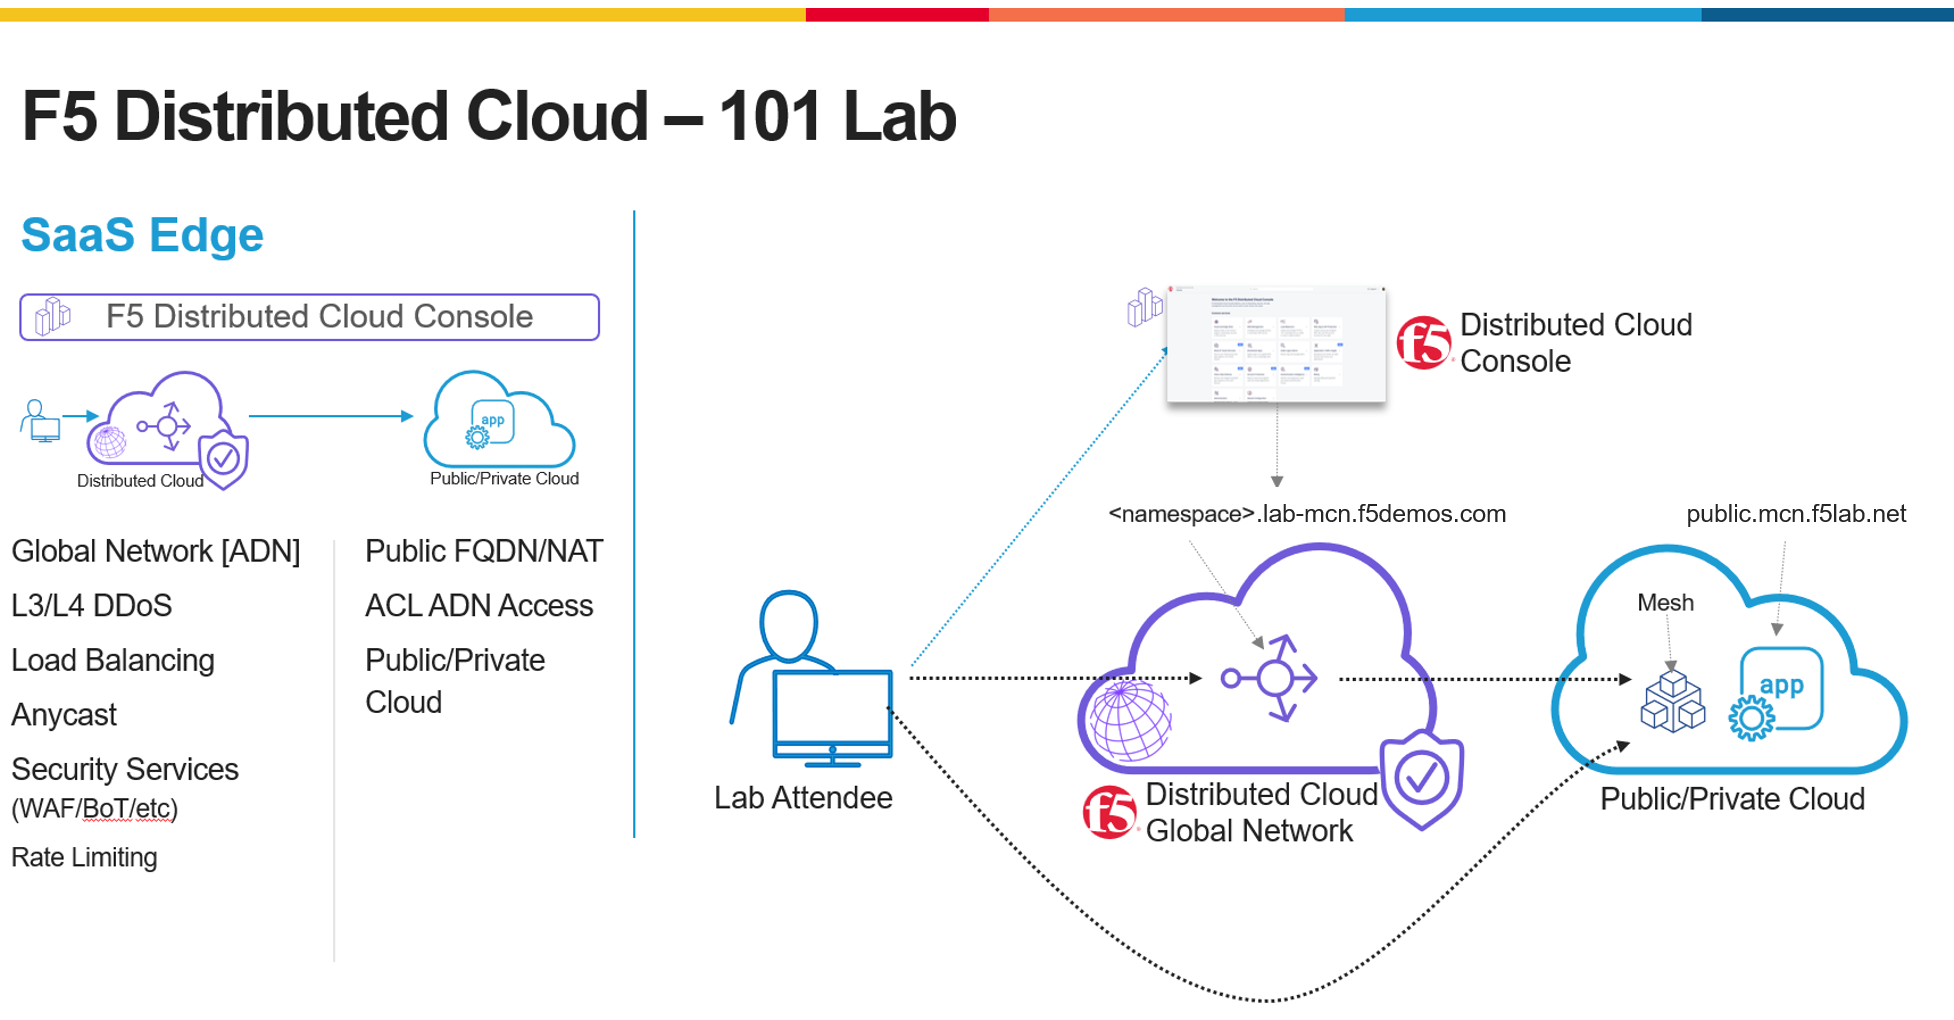 F5 Distributed Cloud – 101 Lab
SaaS Edge
F5 Distributed Cloud Console
app
Distributed Cloud
Public/Private Cloud
Global Network [ADN]
L3/L4 DDoS
Load Balancing
Anycast
Security Services
(WAF/BoT/etc)
Rate Limiting
Public FQDN/NAT
ACL ADN Access
Public/Private
Cloud
f5
Distributed Cloud
Console
<namespace>.lab-mcn.f5demos.com
public.mcn.f5lab.net
Mesh
app
Lab Attendee
f5
Distributed Cloud
Global Network
Public/Private Cloud